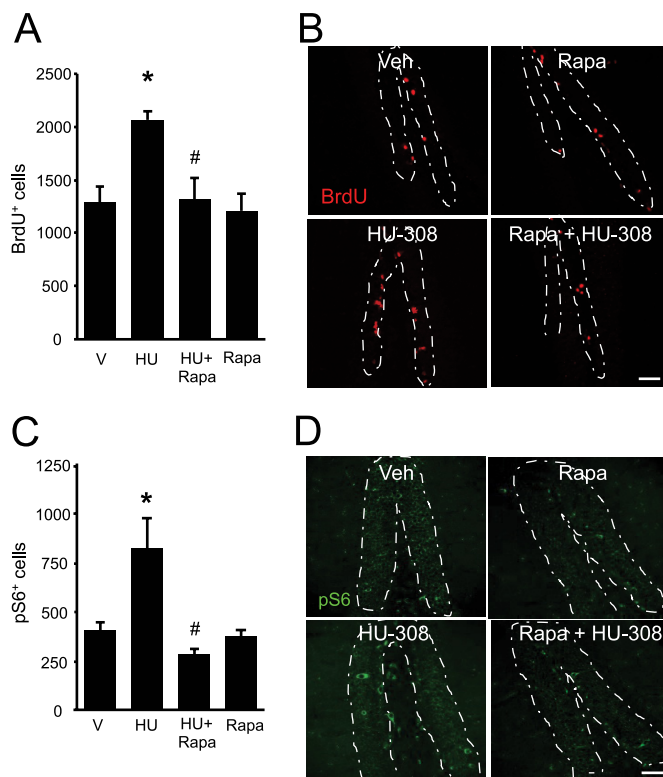 A
BrdU⁺ cells
2500
2000
1500
1000
500
0
*
#
V
HU
HU+
Rapa
Rapa
B
Veh
Rapa
BrdU
HU-308
Rapa + HU-308
C
pS6⁺ cells
1250
1000
750
500
250
0
*
#
V
HU
HU+
Rapa
Rapa
D
Veh
Rapa
pS6
HU-308
Rapa + HU-308